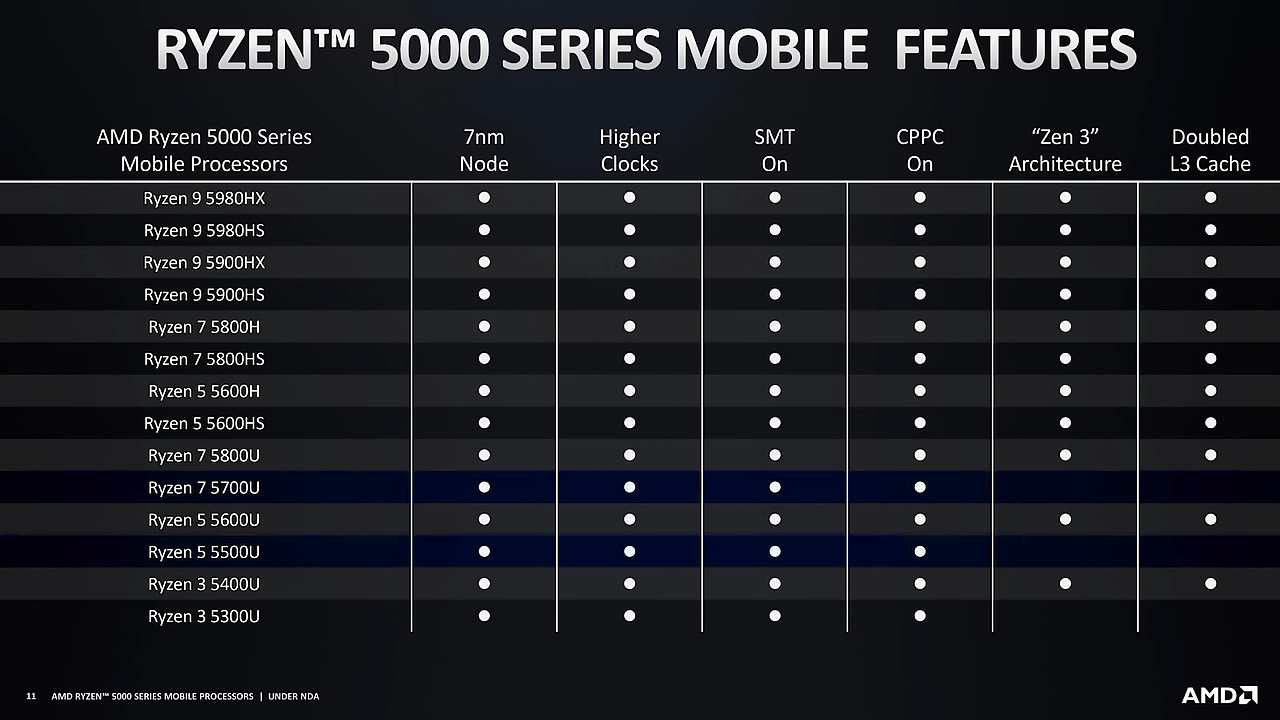 RYZEN™ 5000 SERIES MOBILE FEATURES
AMD Ryzen 5000 Series
Mobile Processors
7nm
Node
Higher
Clocks
SMT
On
CPPC
On
“Zen 3”
Architecture
Doubled
L3 Cache
Ryzen 9 5980HX ● ● ● ● ● ●
Ryzen 9 5980HS ● ● ● ● ● ●
Ryzen 9 5900HX ● ● ● ● ● ●
Ryzen 9 5900HS ● ● ● ● ● ●
Ryzen 7 5800H ● ● ● ● ● ●
Ryzen 7 5800HS ● ● ● ● ● ●
Ryzen 5 5600H ● ● ● ● ● ●
Ryzen 5 5600HS ● ● ● ● ● ●
Ryzen 7 5800U ● ● ● ● ● ●
Ryzen 7 5700U ● ● ● ●
Ryzen 5 5600U ● ● ● ● ● ●
Ryzen 5 5500U ● ● ● ●
Ryzen 3 5400U ● ● ● ● ● ●
Ryzen 3 5300U ● ● ● ●
11 AMD RYZEN™ 5000 SERIES MOBILE PROCESSORS | UNDER NDA
AMD